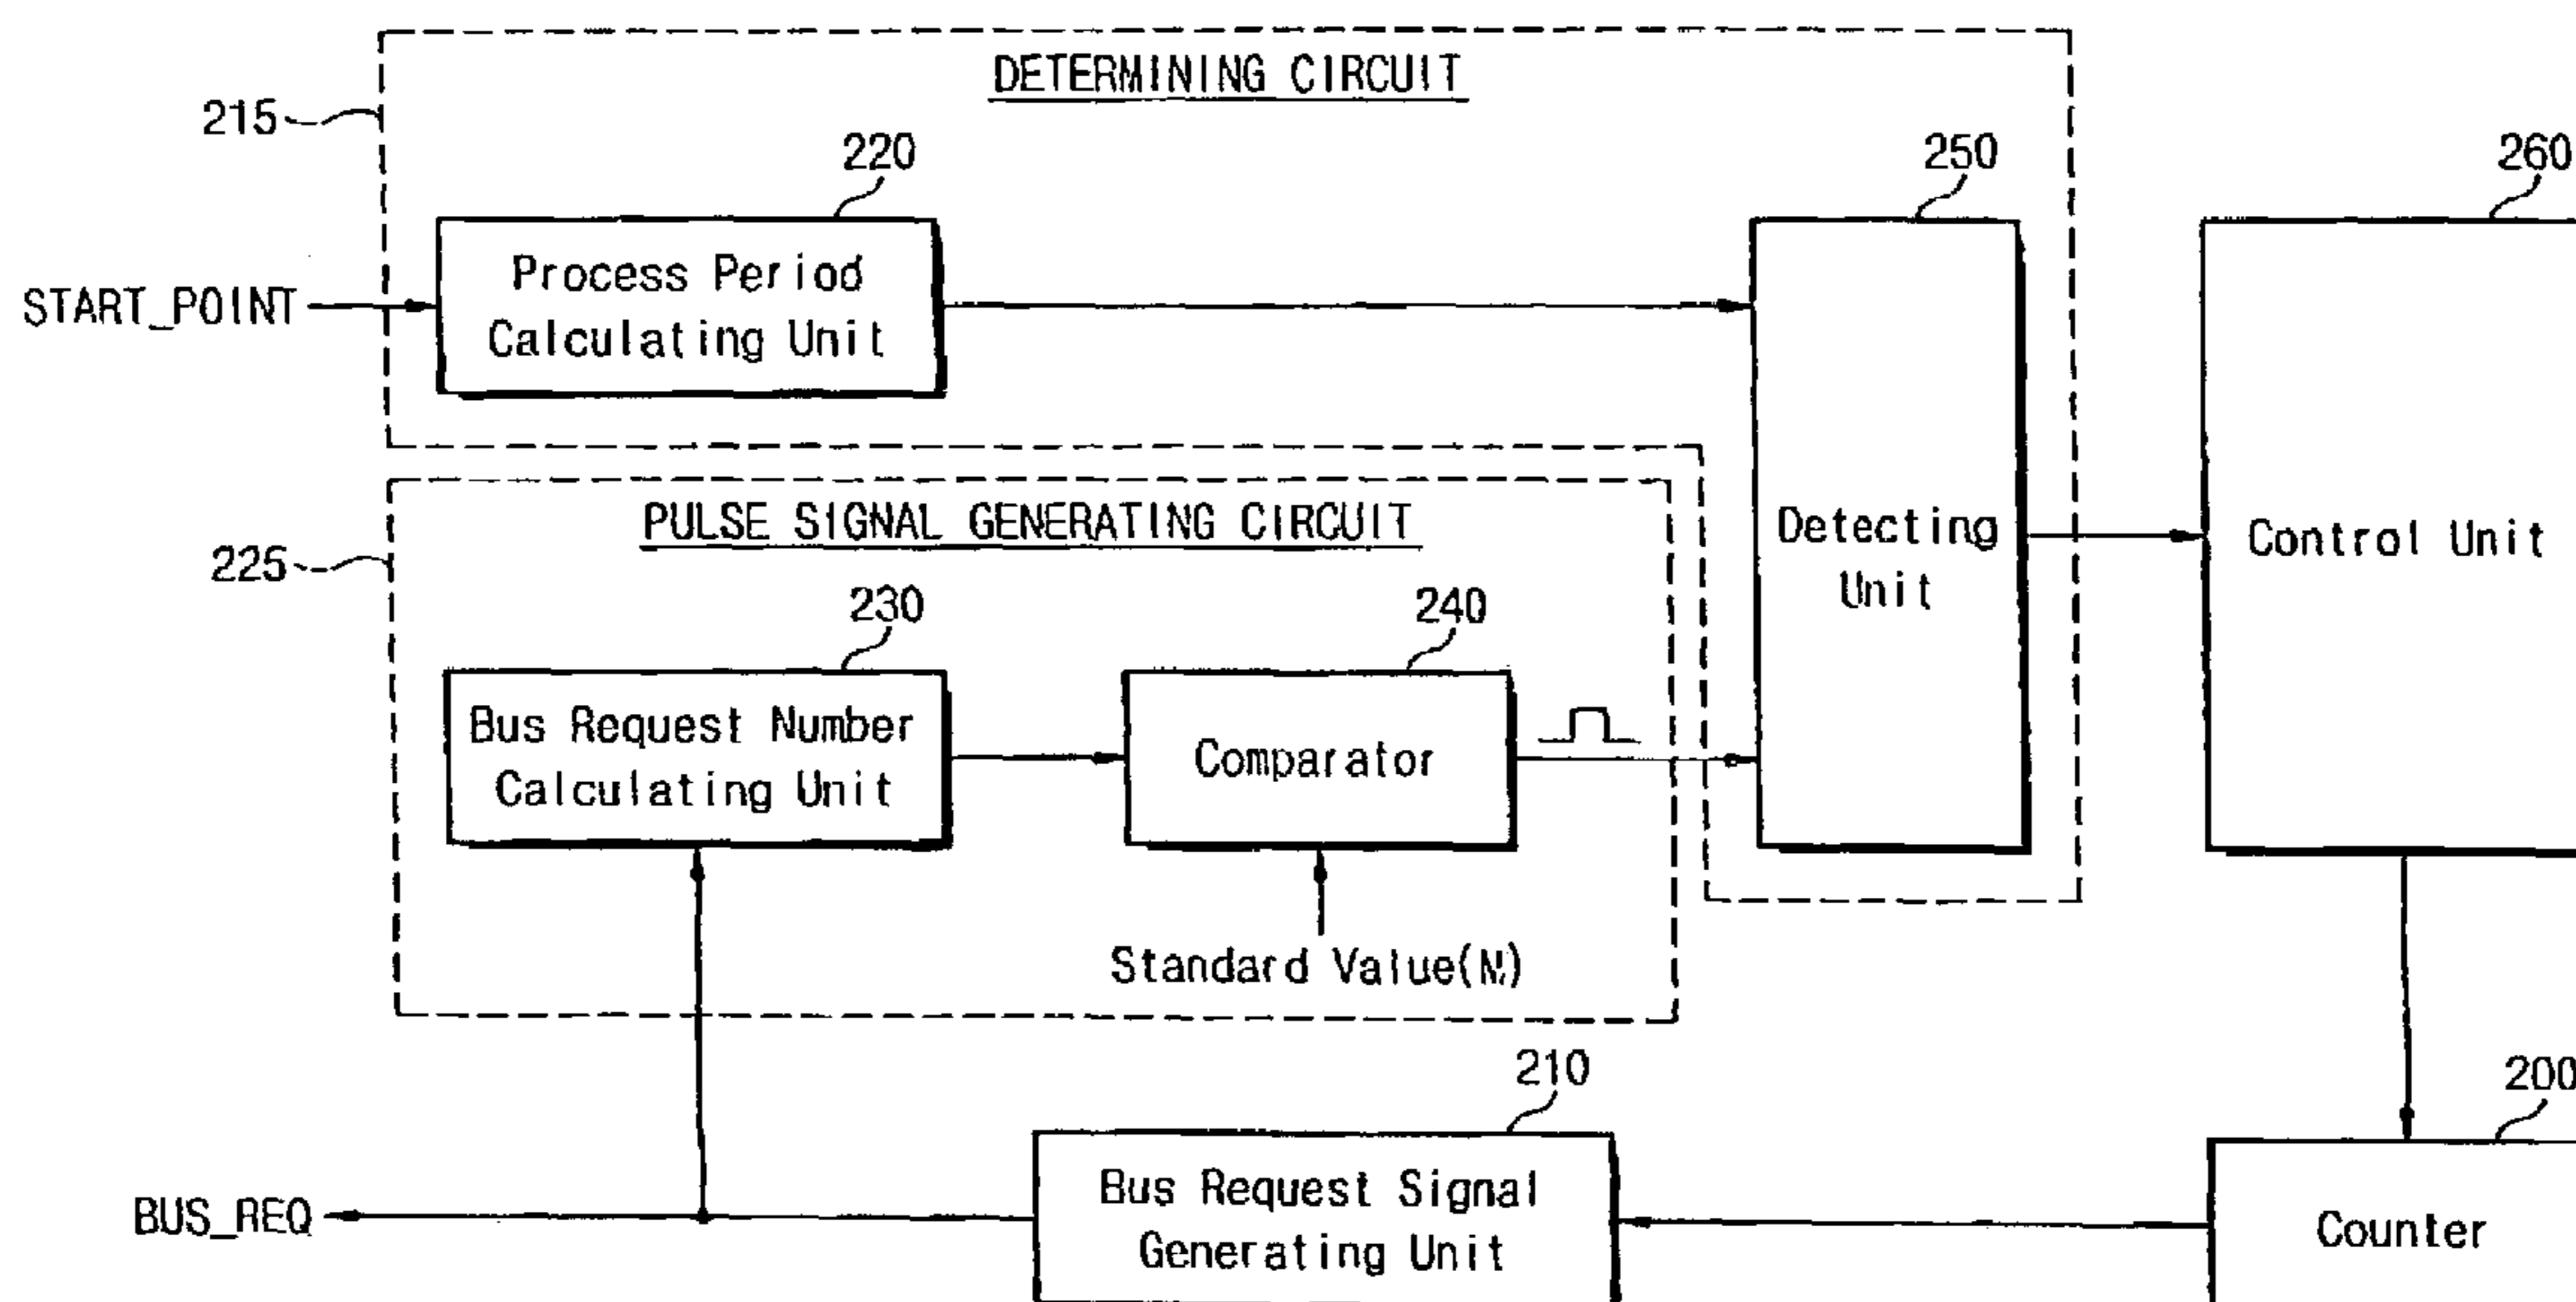 DETERMINING CIRCUIT
215
220
250
260
START_POINT
Process Period
Calculating Unit
Detecting
Unit
Control Unit
PULSE SIGNAL GENERATING CIRCUIT
225
230
240
Bus Request Number
Calculating Unit
Comparator
Standard Value(M)
210
200
BUS_REQ
Bus Request Signal
Generating Unit
Counter